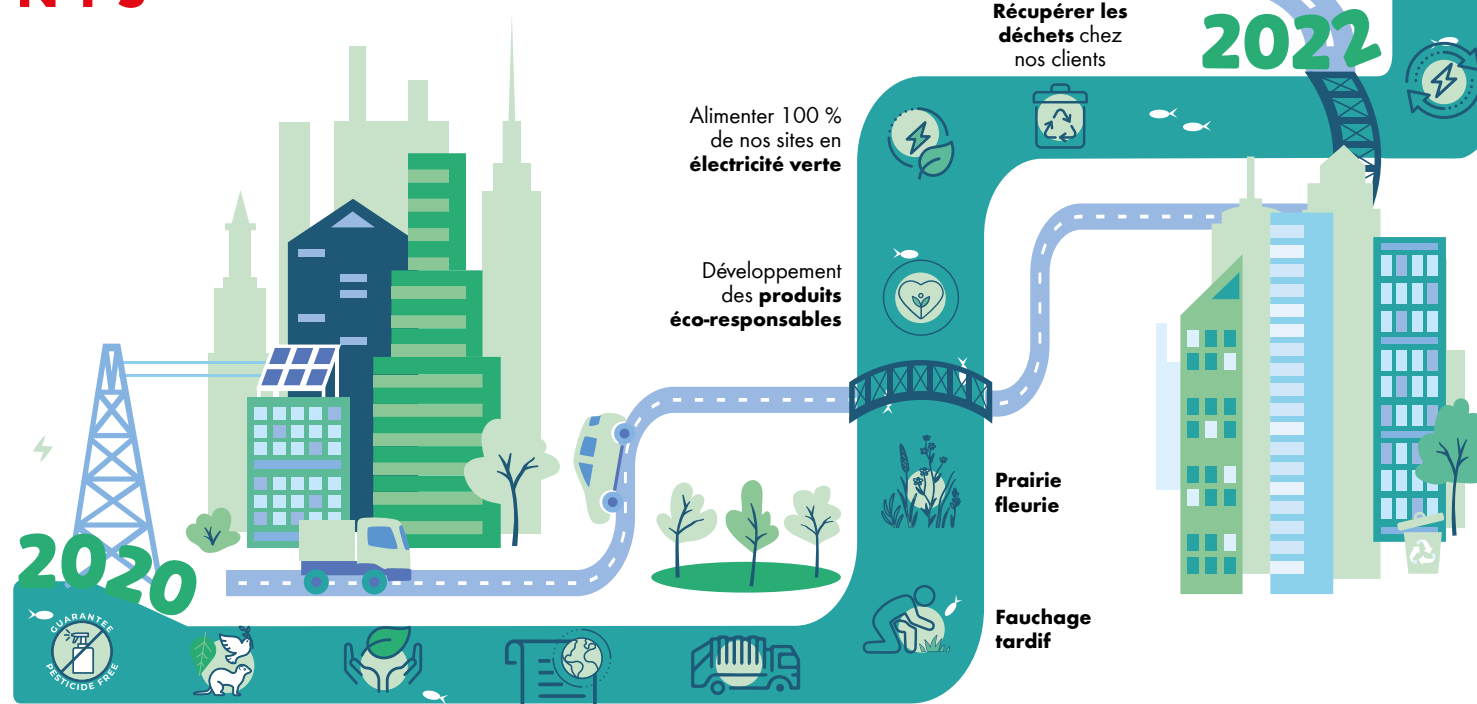 Récupérer les
déchets chez
nos clients
2022
Alimenter 100 %
de nos sites en
électricité verte
Développement
des produits
éco-responsables
Prairie
fleurie
Fauchage
tardif
2020
GUARANTEE
PESTICIDE FREE